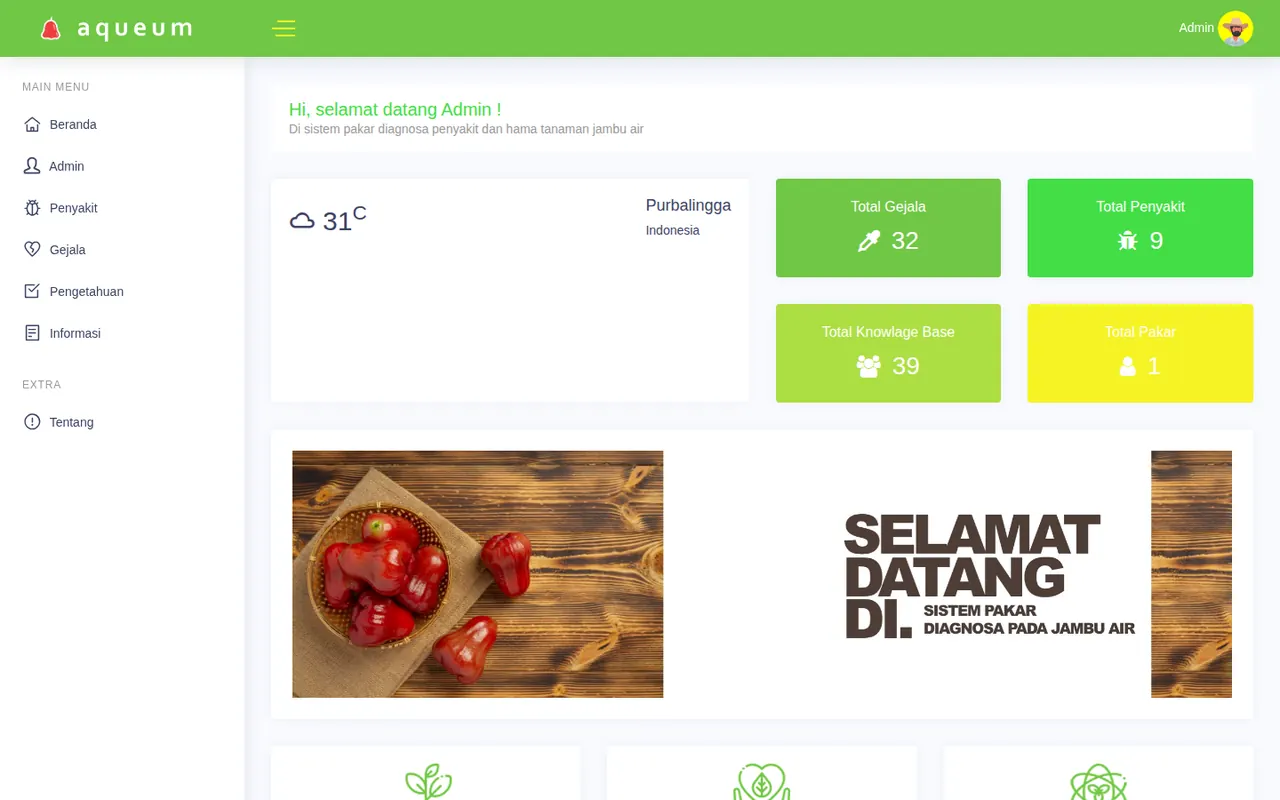 aqueum
Admin
MAIN MENU
Beranda
Admin
Penyakit
Gejala
Pengetahuan
Informasi
EXTRA
Tentang
Hi, selamat datang Admin !
Di sistem pakar diagnosa penyakit dan hama tanaman jambu air
31C
Purbalingga
Indonesia
Total Gejala
32
Total Penyakit
9
Total Knowlage Base
39
Total Pakar
1
SELAMAT
DATANG
DI. SISTEM PAKAR
DIAGNOSA PADA JAMBU AIR